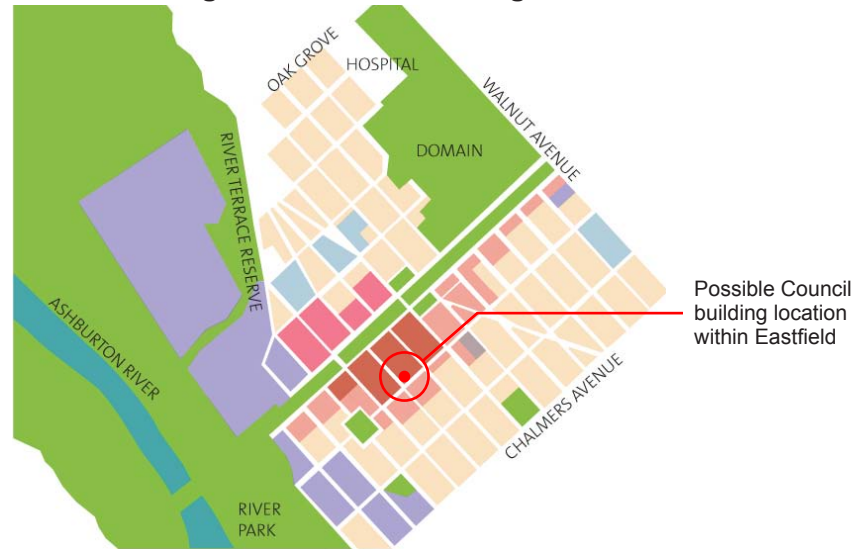 OAK GROVE
HOSPITAL
WALNUT AVENUE
DOMAIN
RIVER TERRACE RESERVE
ASHBURTON RIVER
Possible Council
building location
within Eastfield
CHALMERS AVENUE
RIVER
PARK